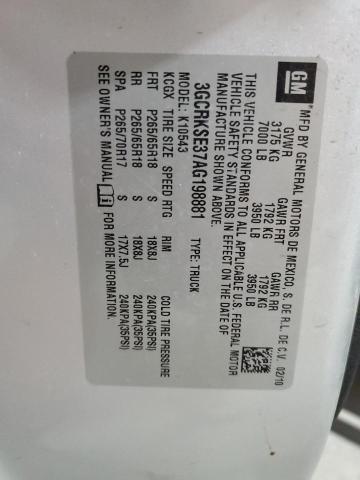 GM
MFD BY GENERAL MOTORS DE MEXICO, S. DE R.L. DE C.V. 02/10
GVWR GAWR FRT GAWR RR
3175 KG 1792 KG 1792 KG
7000 LB 3950 LB 3950 LB
THIS VEHICLE CONFORMS TO ALL APPLICABLE U.S. FEDERAL MOTOR
VEHICLE SAFETY STANDARDS IN EFFECT ON THE DATE OF
MANUFACTURE SHOWN ABOVE.
3GCRKSE37AG198881 TYPE: TRUCK
MODEL: K10543
KCGX TIRE SIZE SPEED RTG RIM COLD TIRE PRESSURE
FRT P265/65R18 S 18X8J 240KPA(35PSI)
RR P265/65R18 S 18X8J 240KPA(35PSI)
SPA P265/70R17 S 17X7.5J 240KPA(35PSI)
SEE OWNER'S MANUAL FOR MORE INFORMATION.